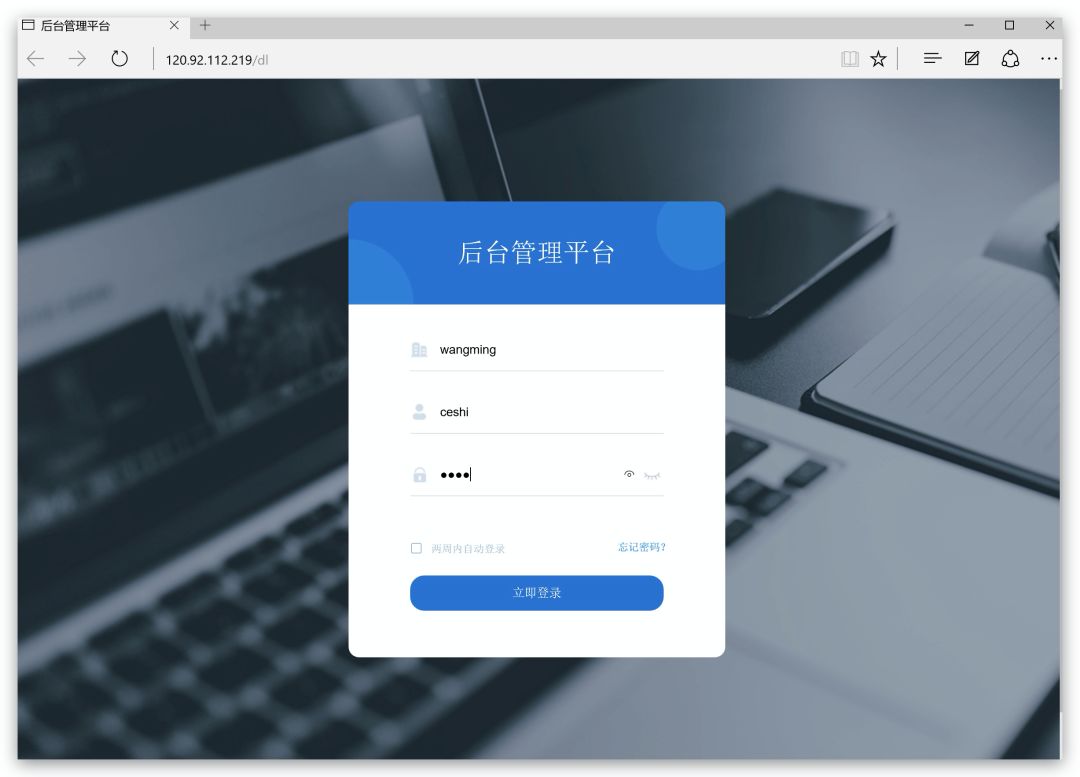 后台管理平台
120.92.112.219/dl
后台管理平台
wangming
ceshi
两周内自动登录 忘记密码?
立即登录